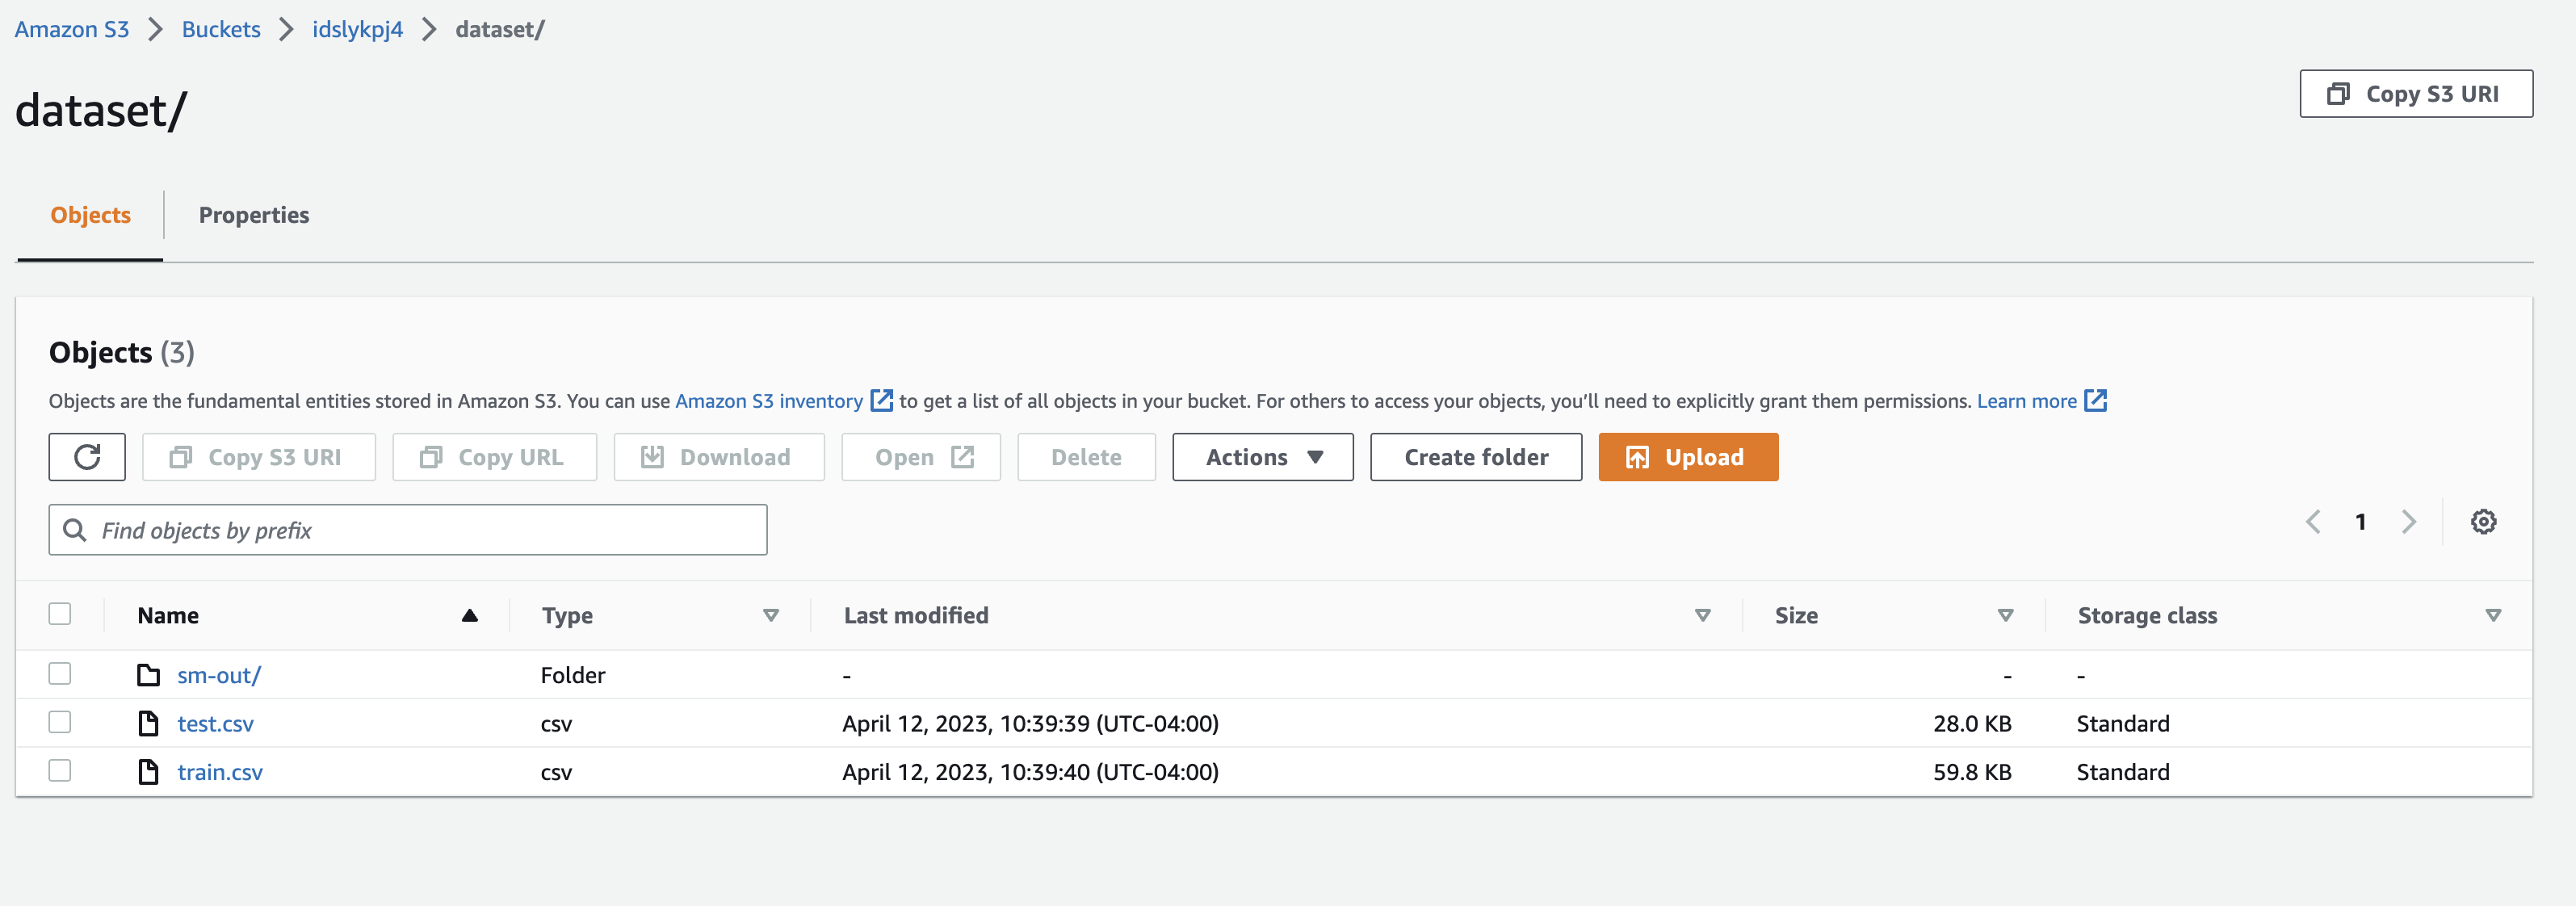 Amazon S3 > Buckets > idslykpj4 > dataset/
dataset/
Copy S3 URI
Objects Properties
Objects (3)
Objects are the fundamental entities stored in Amazon S3. You can use Amazon S3 inventory to get a list of all objects in your bucket. For others to access your objects, you’ll need to explicitly grant them permissions. Learn more
Copy S3 URI Copy URL Download Open Delete Actions Create folder Upload
Find objects by prefix
1
Name Type Last modified Size Storage class
sm-out/ Folder - - -
test.csv csv April 12, 2023, 10:39:39 (UTC-04:00) 28.0 KB Standard
train.csv csv April 12, 2023, 10:39:40 (UTC-04:00) 59.8 KB Standard